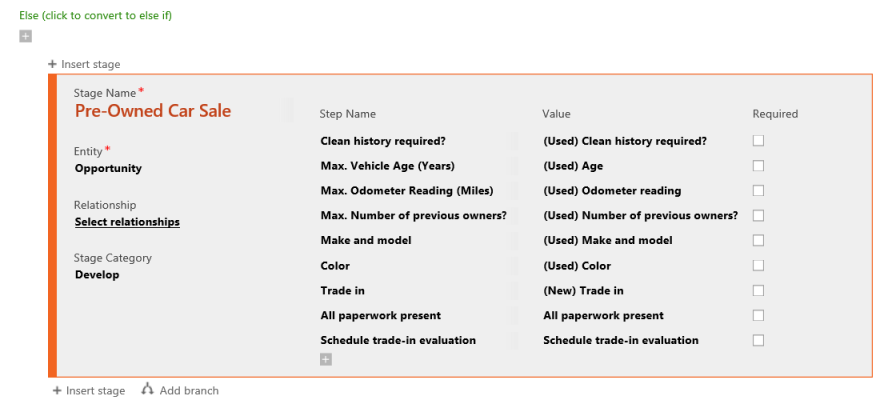 Else (click to convert to else if)
+ Insert stage
Stage Name*
Pre-Owned Car Sale
Entity*
Opportunity
Relationship
Select relationships
Stage Category
Develop
Step Name Value Required
Clean history required? (Used) Clean history required?
Max. Vehicle Age (Years) (Used) Age
Max. Odometer Reading (Miles) (Used) Odometer reading
Max. Number of previous owners? (Used) Number of previous owners?
Make and model (Used) Make and model
Color (Used) Color
Trade in (New) Trade in
All paperwork present All paperwork present
Schedule trade-in evaluation Schedule trade-in evaluation
+ Insert stage Add branch